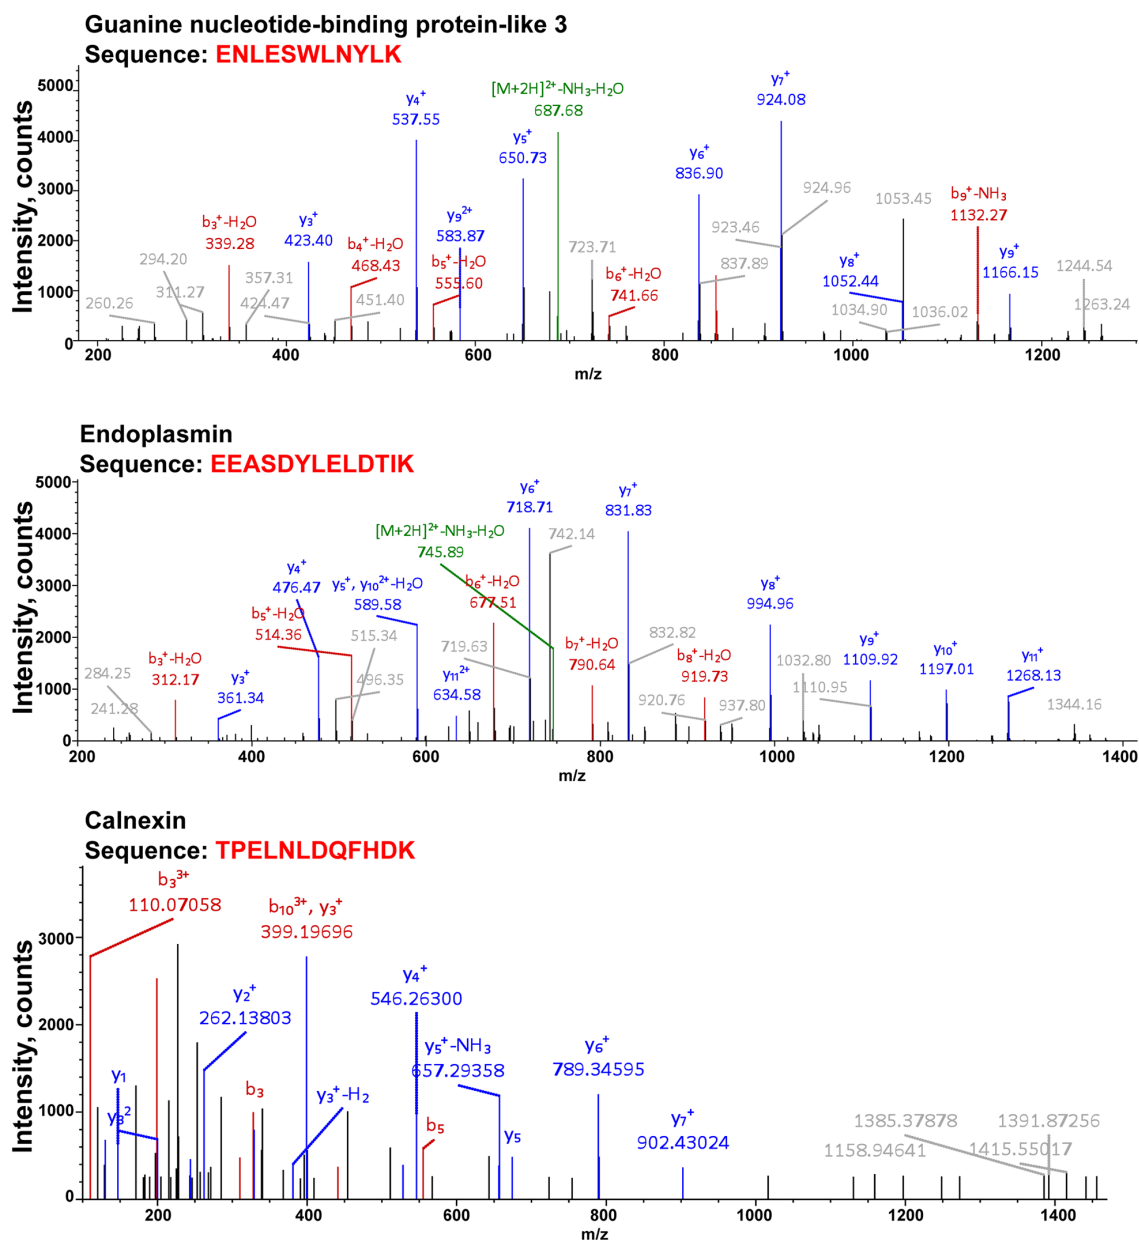 Guanine nucleotide-binding protein-like 3
Sequence: ENLESWLNYLK
Intensity, counts
5000
4000
3000
2000
1000
0
200
400
600
800
1000
1200
m/z
260.26
294.20
311.27
b₃⁺-H₂O
339.28
357.31
y₃⁺
423.40
424.47
451.40
b₄⁺-H₂O
468.43
y₄⁺
537.55
b₅⁺-H₂O
555.60
y₉²⁺
583.87
y₅⁺
650.73
[M+2H]²⁺-NH₃-H₂O
687.68
723.71
b₆⁺-H₂O
741.66
y₆⁺
836.90
837.89
923.46
y₇⁺
924.08
924.96
1034.90
1036.02
y₈⁺
1052.44
1053.45
b₉⁺-NH₃
1132.27
y₉⁺
1166.15
1244.54
1263.24
Endoplasmin
Sequence: EEASDYLELDTIK
Intensity, counts
5000
4000
3000
2000
1000
0
200
400
600
800
1000
1200
1400
m/z
241.28
284.25
b₃⁺-H₂O
312.17
y₃⁺
361.34
y₄⁺
476.47
496.35
b₅⁺-H₂O
514.36
515.34
y₅⁺, y₁₀²⁺-H₂O
589.58
y₁₁²⁺
634.58
b₆⁺-H₂O
677.51
y₆⁺
718.71
719.63
742.14
[M+2H]²⁺-NH₃-H₂O
745.89
b₇⁺-H₂O
790.64
y₇⁺
831.83
832.82
b₈⁺-H₂O
919.73
920.76
937.80
y₈⁺
994.96
1032.80
y₉⁺
1109.92
1110.95
y₁₀⁺
1197.01
y₁₁⁺
1268.13
1344.16
Calnexin
Sequence: TPELNLDQFHDK
Intensity, counts
3000
2000
1000
0
200
400
600
800
1000
1200
1400
m/z
b₃³⁺
110.07058
y₁
y₃²
y₂⁺
262.13803
b₃
y₃⁺-H₂
b₁₀³⁺, y₃⁺
399.19696
y₄⁺
546.26300
b₅
y₅⁺-NH₃
657.29358
y₅
y₆⁺
789.34595
y₇⁺
902.43024
1158.94641
1385.37878
1391.87256
1415.55017